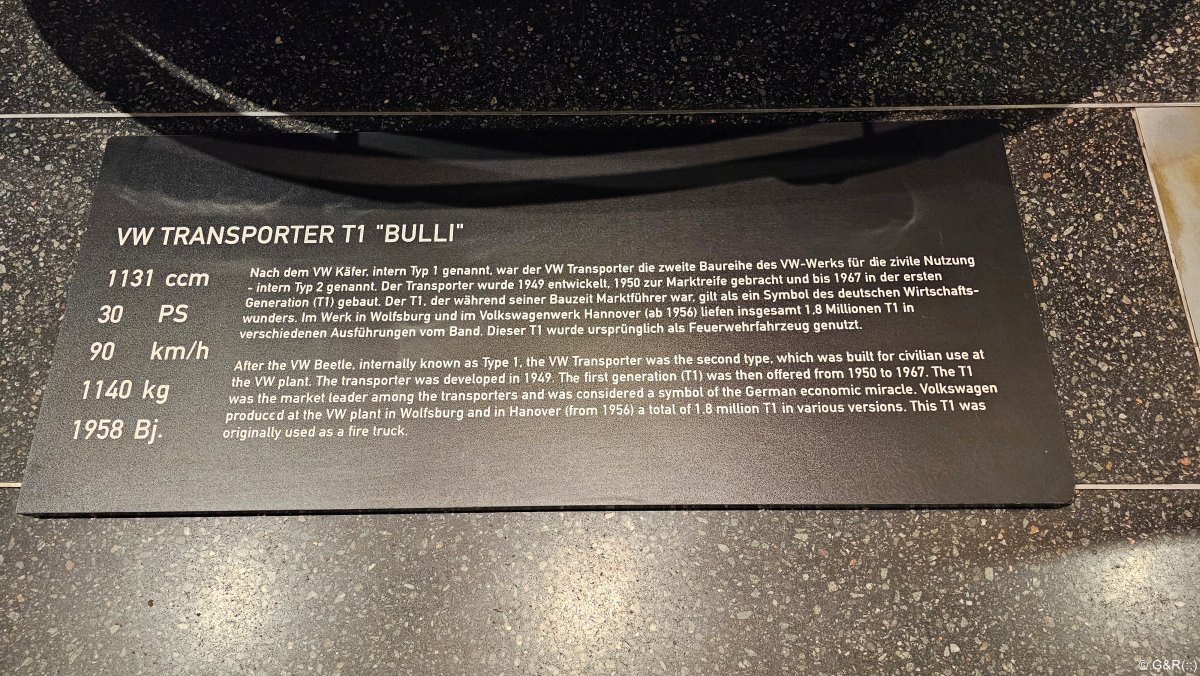 VW TRANSPORTER T1 "BULLI"
1131 ccm
30 PS
90 km/h
1140 kg
1958 Bj.
Nach dem VW Käfer, intern Typ 1 genannt, war der VW Transporter die zweite Baureihe des VW-Werks für die zivile Nutzung
- intern Typ 2 genannt. Der Transporter wurde 1949 entwickelt, 1950 zur Marktreife gebracht und bis 1967 in der ersten
Generation (T1) gebaut. Der T1, der während seiner Bauzeit Marktführer war, gilt als ein Symbol des deutschen Wirtschafts-
wunders. Im Werk in Wolfsburg und im Volkswagenwerk Hannover (ab 1956) liefen insgesamt 1,8 Millionen T1 in
verschiedenen Ausführungen vom Band. Dieser T1 wurde ursprünglich als Feuerwehrfahrzeug genutzt.
After the VW Beetle, internally known as Type 1, the VW Transporter was the second type, which was built for civilian use at
the VW plant. The transporter was developed in 1949. The first generation (T1) was then offered from 1950 to 1967. The T1
was the market leader among the transporters and was considered a symbol of the German economic miracle. Volkswagen
produced at the VW plant in Wolfsburg and in Hanover (from 1956) a total of 1.8 million T1 in various versions. This T1 was
originally used as a fire truck.
© G&R(::)